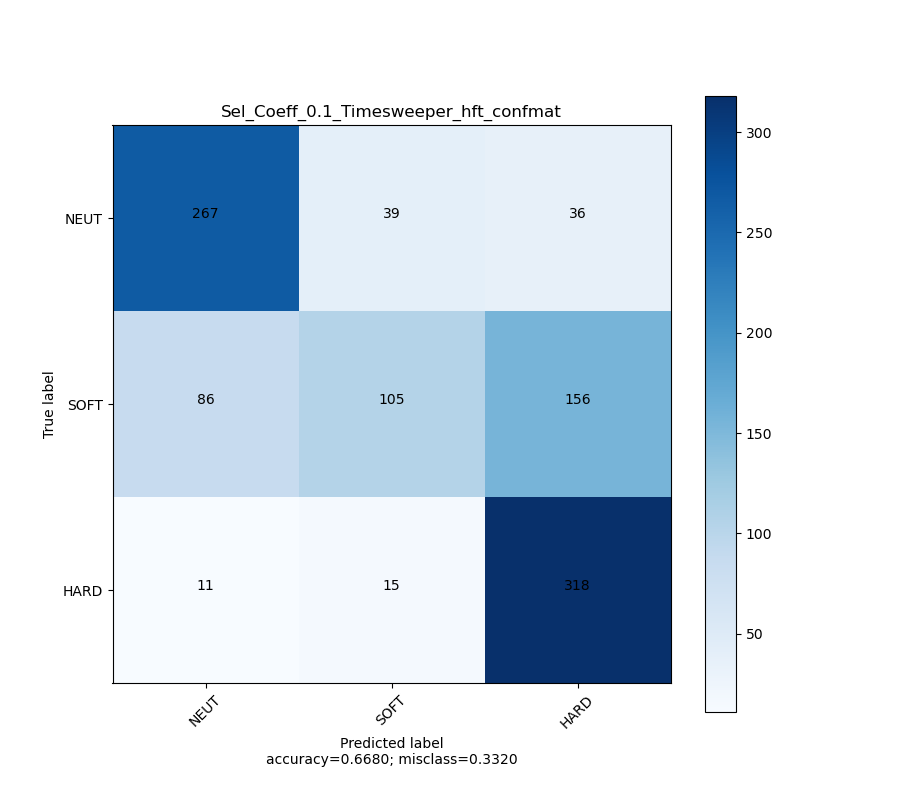 Sel_Coeff_0.1_Timesweeper_hft_confmat
NEUT 267 39 36
SOFT 86 105 156
HARD 11 15 318
NEUT SOFT HARD
True label
Predicted label
accuracy=0.6680; misclass=0.3320
300
250
200
150
100
50